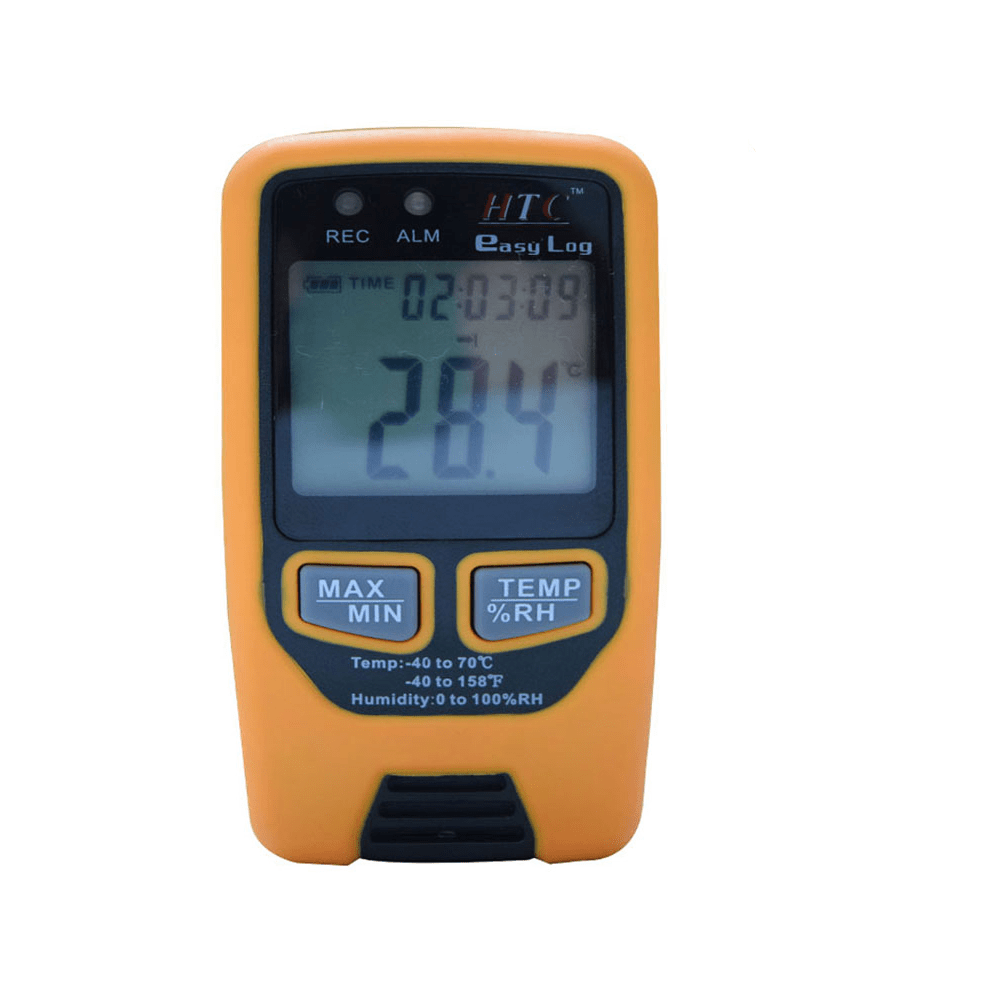 HTC™
REC ALM
easy Log
TIME 02:03:09
28.4 °C
MAX
MIN
TEMP
%RH
Temp:-40 to 70℃
-40 to 158℉
Humidity:0 to 100%RH